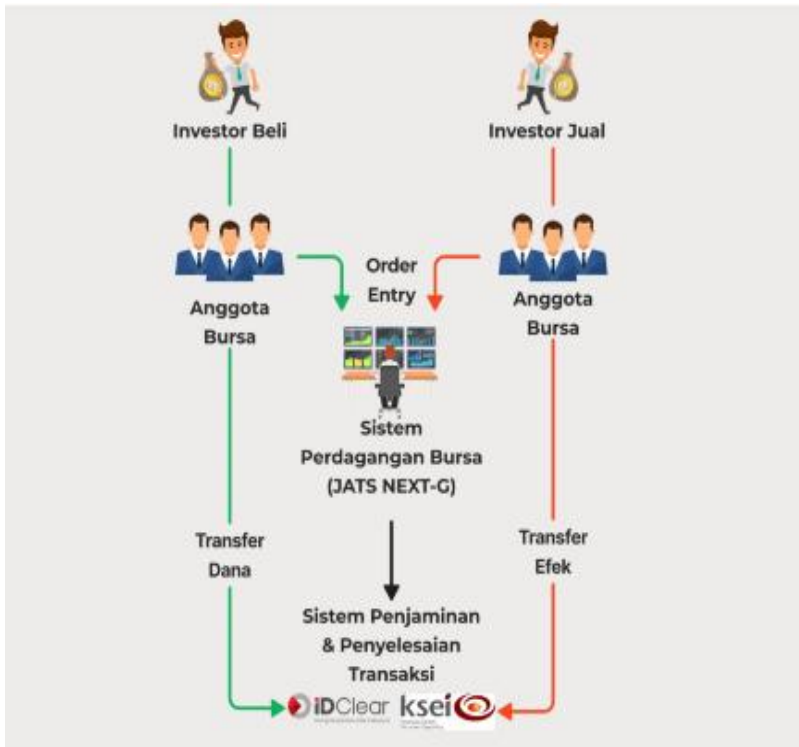 Investor Beli
Investor Jual
Anggota
Bursa
Order
Entry
Anggota
Bursa
Sistem
Perdagangan Bursa
(JATS NEXT-G)
Transfer
Dana
Transfer
Efek
Sistem Penjaminan
& Penyelesaian
Transaksi
iDClear
ksei